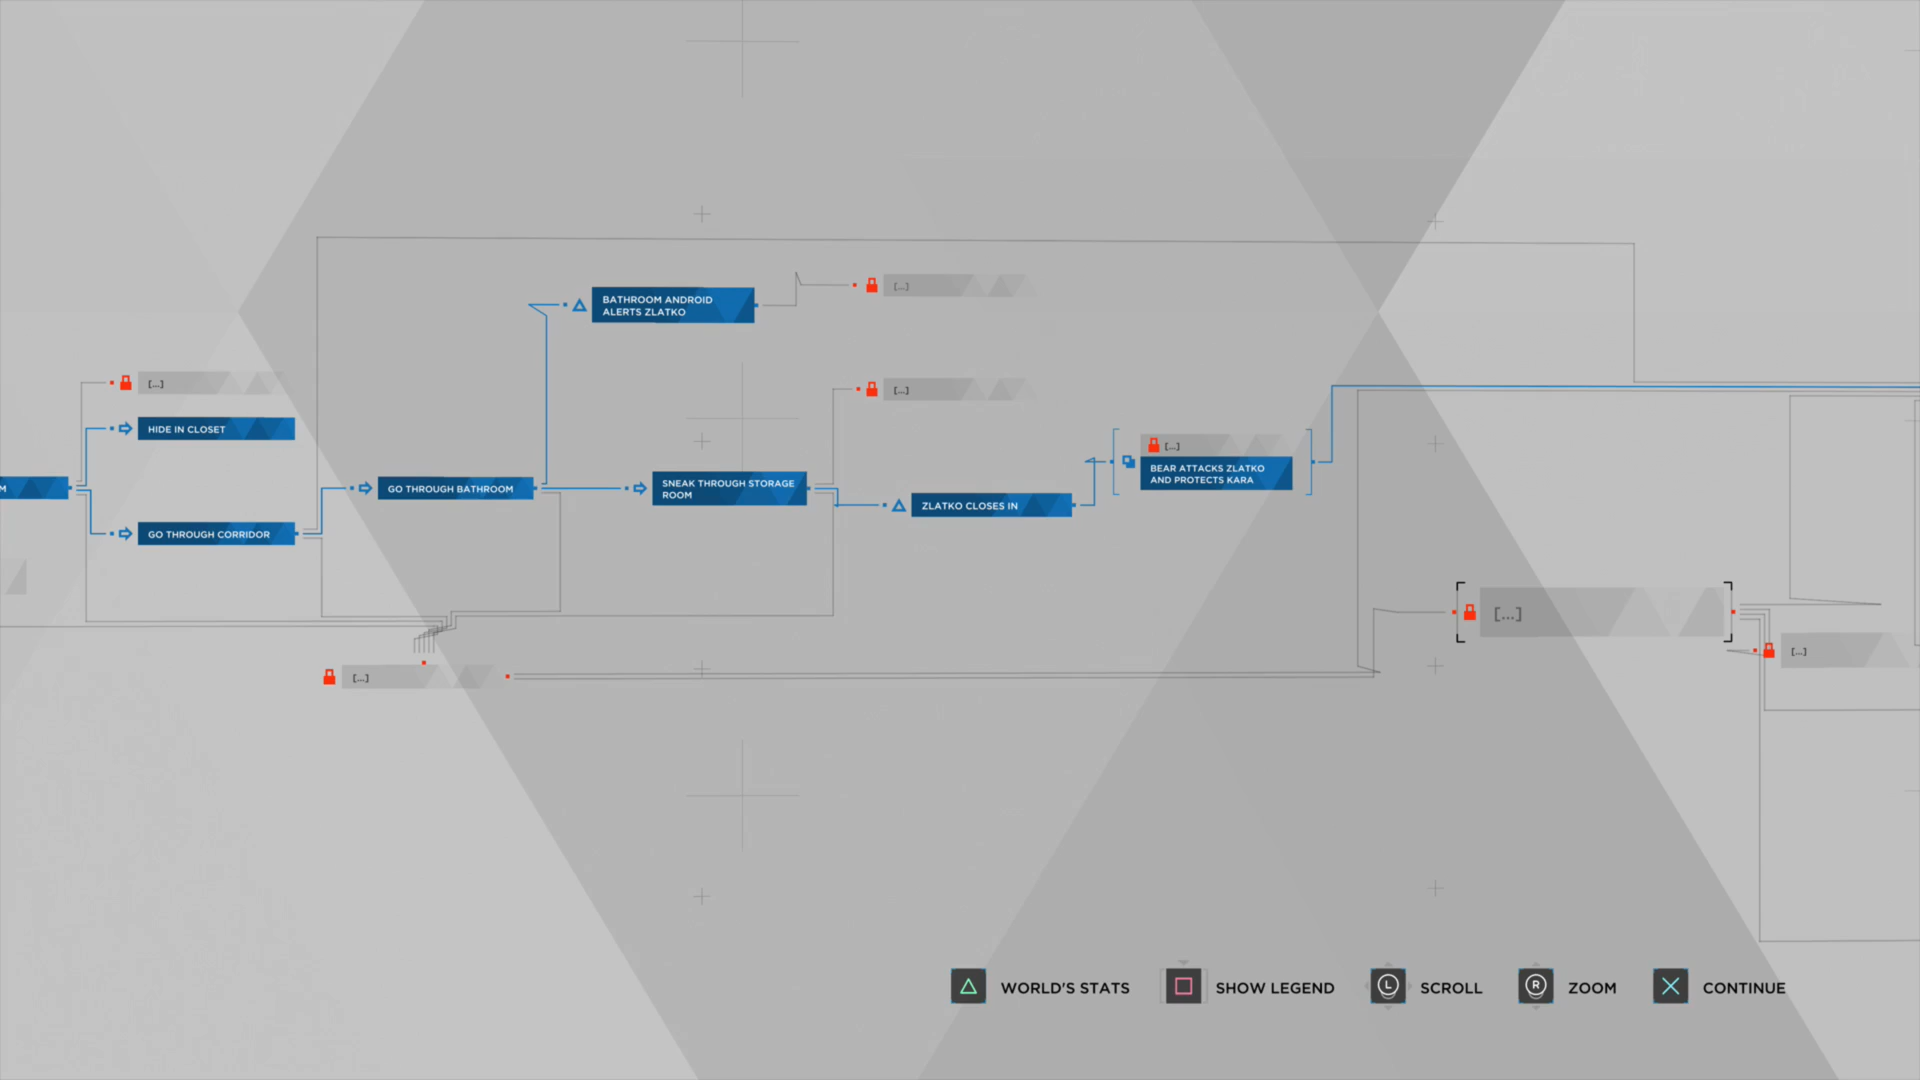 BATHROOM ANDROID
ALERTS ZLATKO
[...]
[...]
[...]
HIDE IN CLOSET
[...]
BEAR ATTACKS ZLATKO
AND PROTECTS KARA
M
GO THROUGH BATHROOM
SNEAK THROUGH STORAGE
ROOM
ZLATKO CLOSES IN
GO THROUGH CORRIDOR
[...]
[...]
[...]
WORLD'S STATS
SHOW LEGEND
L
SCROLL
R
ZOOM
CONTINUE